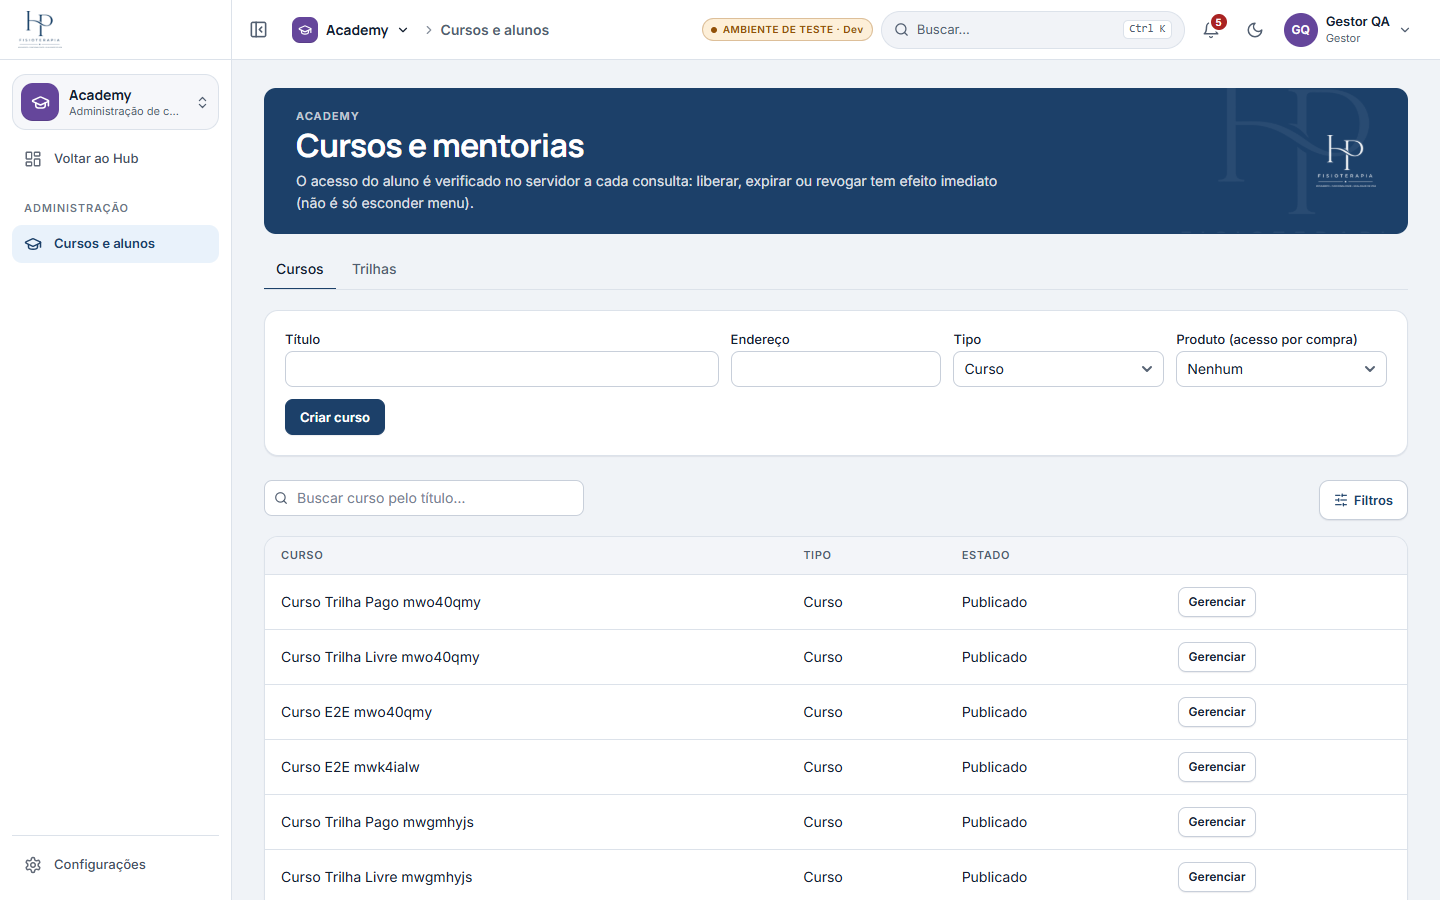 HP
FISIOTERAPIA
Academy
Cursos e alunos
AMBIENTE DE TESTE · Dev
Buscar...
Ctrl K
5
GQ
Gestor QA
Gestor
Academy
Administração de c...
Voltar ao Hub
ADMINISTRAÇÃO
Cursos e alunos
Configurações
ACADEMY
Cursos e mentorias
O acesso do aluno é verificado no servidor a cada consulta: liberar, expirar ou revogar tem efeito imediato
(não é só esconder menu).
HP
FISIOTERAPIA
Cursos
Trilhas
Título
Endereço
Tipo
Produto (acesso por compra)
Curso
Nenhum
Criar curso
Buscar curso pelo título...
Filtros
CURSO TIPO ESTADO
Curso Trilha Pago mwo40qmy Curso Publicado Gerenciar
Curso Trilha Livre mwo40qmy Curso Publicado Gerenciar
Curso E2E mwo40qmy Curso Publicado Gerenciar
Curso E2E mwk4ialw Curso Publicado Gerenciar
Curso Trilha Pago mwgmhyjs Curso Publicado Gerenciar
Curso Trilha Livre mwgmhyjs Curso Publicado Gerenciar